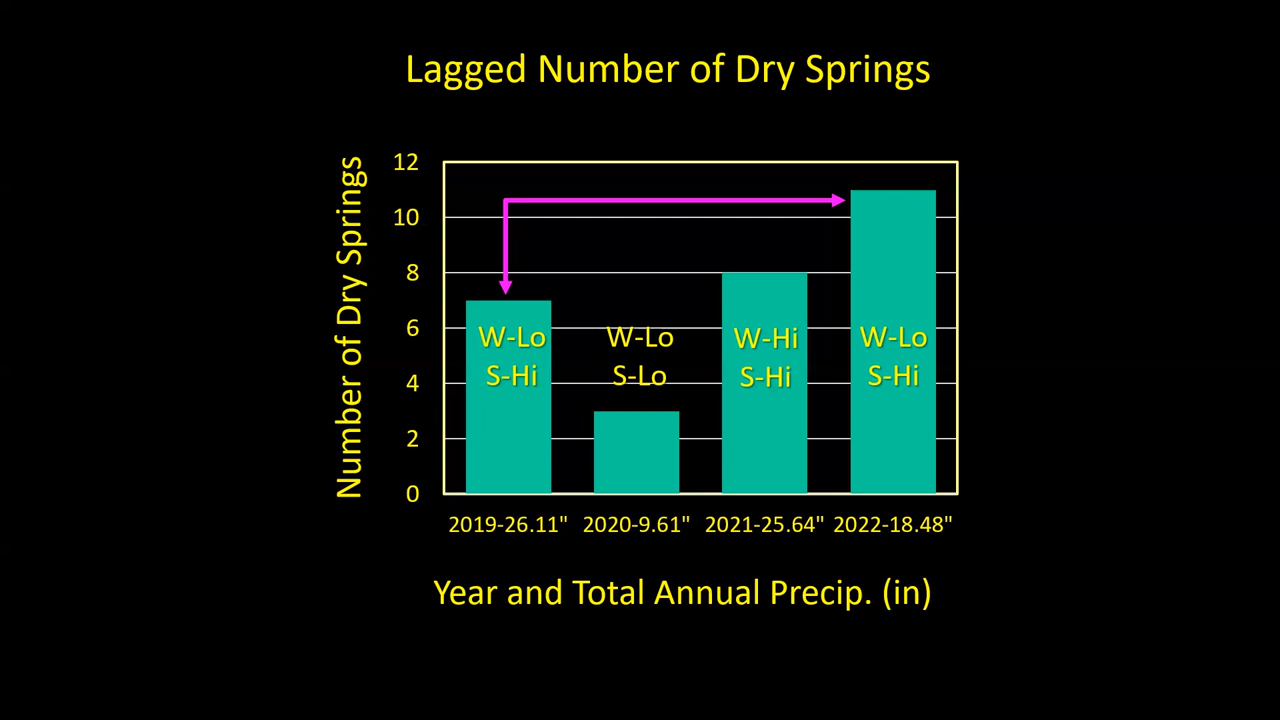 Lagged Number of Dry Springs
Number of Dry Springs
12
10
8
6
4
2
0
W-Lo
S-Hi
W-Lo
S-Lo
W-Hi
S-Hi
W-Lo
S-Hi
2019-26.11" 2020-9.61" 2021-25.64" 2022-18.48"
Year and Total Annual Precip. (in)